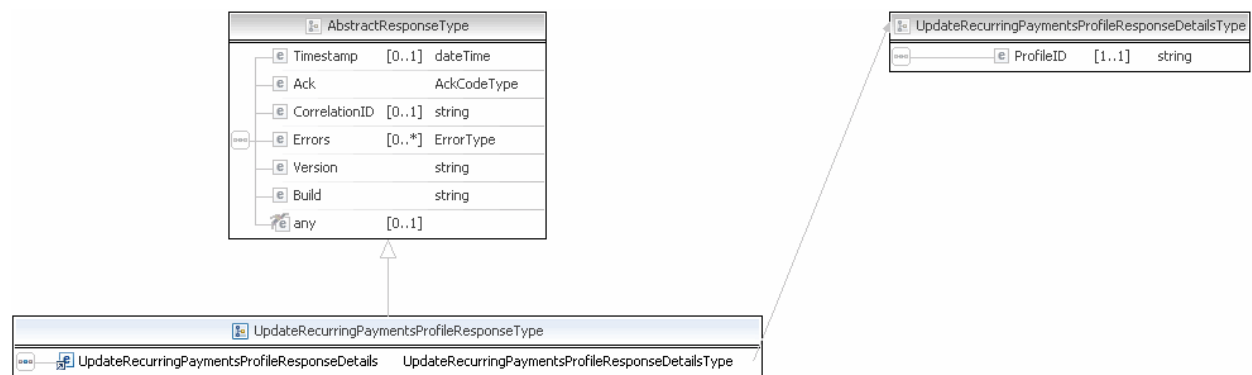 AbstractResponseType
e Timestamp [0..1] dateTime
e Ack AckCodeType
e CorrelationID [0..1] string
e Errors [0..*] ErrorType
e Version string
e Build string
e any [0..1]
UpdateRecurringPaymentsProfileResponseDetailsType
e ProfileID [1..1] string
UpdateRecurringPaymentsProfileResponseType
e UpdateRecurringPaymentsProfileResponseDetails UpdateRecurringPaymentsProfileResponseDetailsType